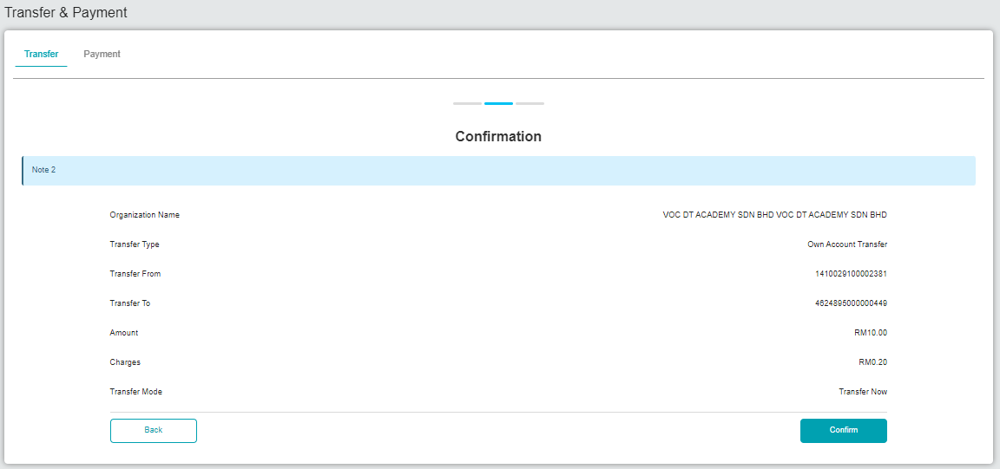 Transfer & Payment
Transfer Payment
Confirmation
Note 2
Organization Name VOC DT ACADEMY SDN BHD VOC DT ACADEMY SDN BHD
Transfer Type Own Account Transfer
Transfer From 1410029100002381
Transfer To 4624895000000449
Amount RM10.00
Charges RM0.20
Transfer Mode Transfer Now
Back Confirm